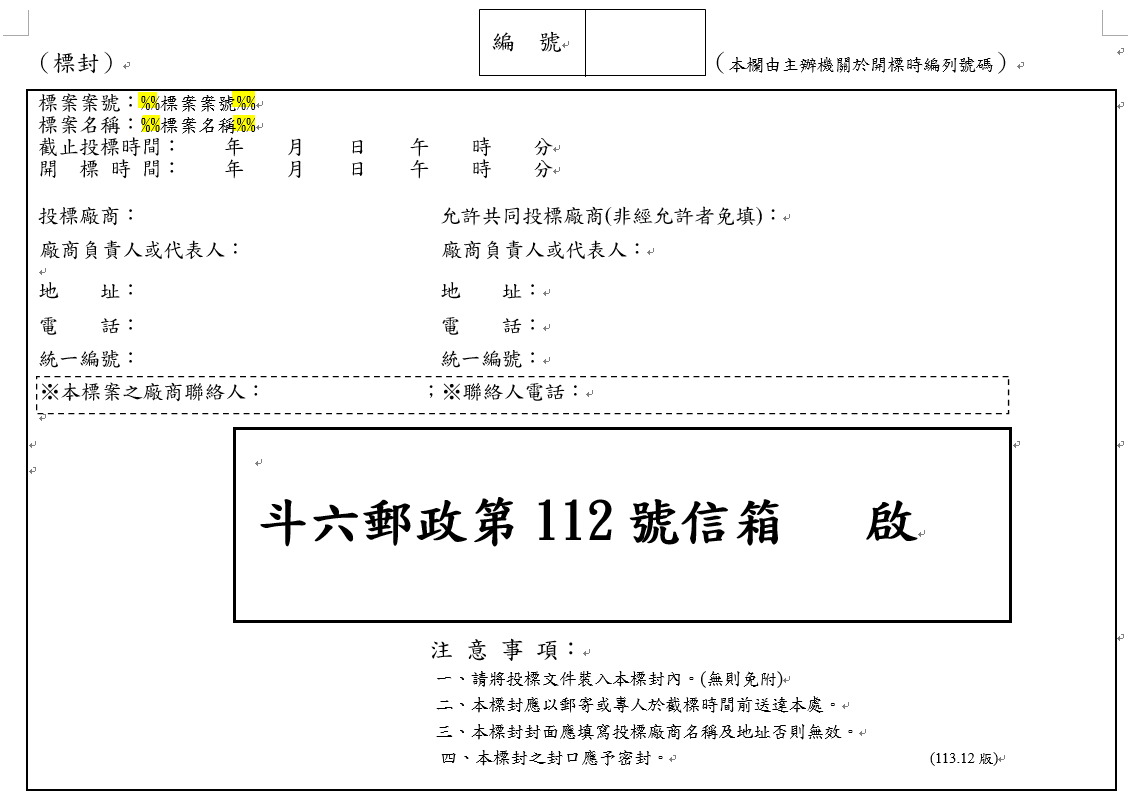 編　號
（標封）
（本欄由主辦機關於開標時編列號碼）
標案案號：%%標案案號%%
標案名稱：%%標案名稱%%
截止投標時間：　　年　　月　　日　　午　　時　　分
開 標 時 間：　　年　　月　　日　　午　　時　　分
投標廠商：　　允許共同投標廠商(非經允許者免填)：
廠商負責人或代表人：　　廠商負責人或代表人：
地　　址：　　地　　址：
電　　話：　　電　　話：
統一編號：　　統一編號：
※本標案之廠商聯絡人：　　；※聯絡人電話：
斗六郵政第 112 號信箱　　啟
注 意 事 項：
一、請將投標文件裝入本標封內。(無則免附)
二、本標封應以郵寄或專人於截標時間前送達本處。
三、本標封封面應填寫投標廠商名稱及地址否則無效。
四、本標封之封口應予密封。
(113.12 版)